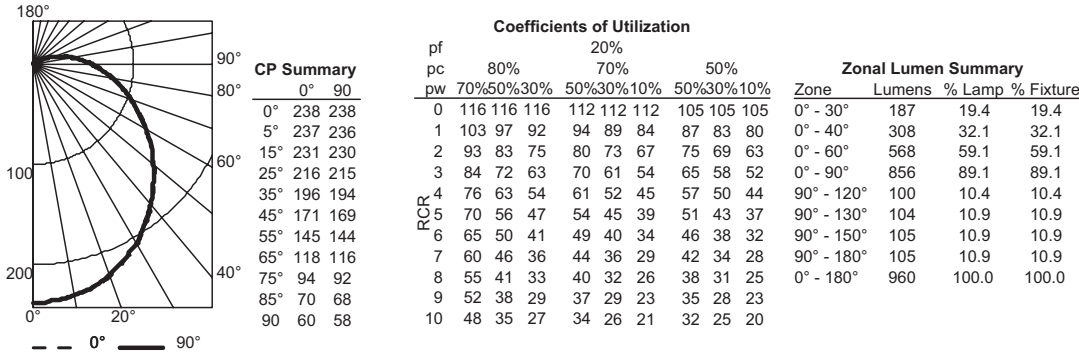 180°
90°
80°
60°
40°
100
200
0° 20°
0° 90°
CP Summary
0° 90
0° 238 238
5° 237 236
15° 231 230
25° 216 215
35° 196 194
45° 171 169
55° 145 144
65° 118 116
75° 94 92
85° 70 68
90 60 58
Coefficients of Utilization
pf 20%
pc 80% 70% 50%
pw 70%50%30% 50%30%10% 50%30%10%
RCR
0 116 116 116 112 112 112 105 105 105
1 103 97 92 94 89 84 87 83 80
2 93 83 75 80 73 67 75 69 63
3 84 72 63 70 61 54 65 58 52
4 76 63 54 61 52 45 57 50 44
5 70 56 47 54 45 39 51 43 37
6 65 50 41 49 40 34 46 38 32
7 60 46 36 44 36 29 42 34 28
8 55 41 33 40 32 26 38 31 25
9 52 38 29 37 29 23 35 28 23
10 48 35 27 34 26 21 32 25 20
Zonal Lumen Summary
Zone Lumens % Lamp % Fixture
0° - 30° 187 19.4 19.4
0° - 40° 308 32.1 32.1
0° - 60° 568 59.1 59.1
0° - 90° 856 89.1 89.1
90° - 120° 100 10.4 10.4
90° - 130° 104 10.9 10.9
90° - 150° 105 10.9 10.9
90° - 180° 105 10.9 10.9
0° - 180° 960 100.0 100.0